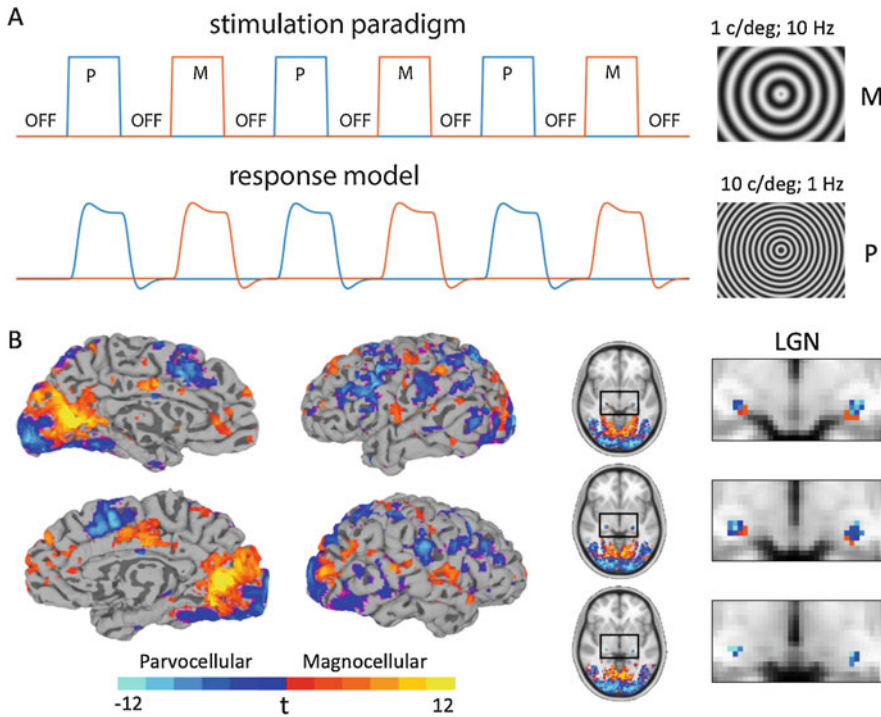 A
stimulation paradigm
1 c/deg; 10 Hz
P
M
P
M
P
M
OFF
OFF
OFF
OFF
OFF
OFF
OFF
M
response model
10 c/deg; 1 Hz
P
B
LGN
Parvocellular
Magnocellular
-12
t
12